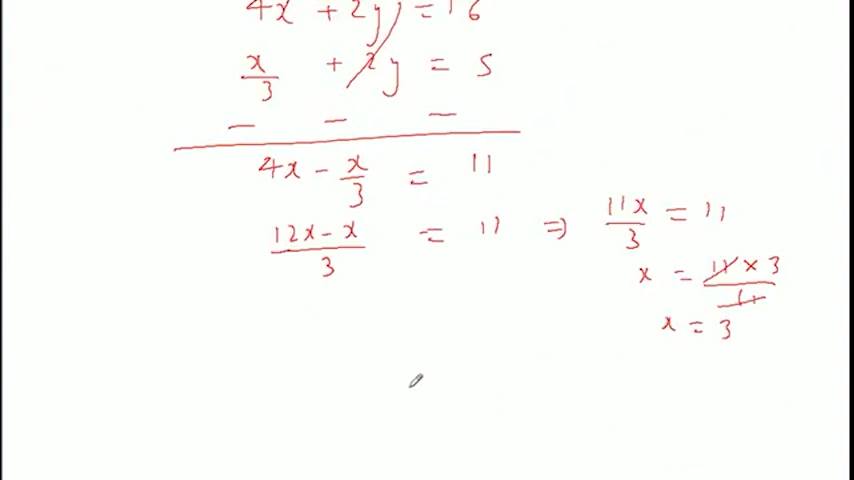 4x + 2y = 16
x/3 + 2y = 5
− − −
4x − x/3 = 11
(12x − x)/3 = 11 ⇒ 11x/3 = 11
x = (11 × 3)/11
x = 3